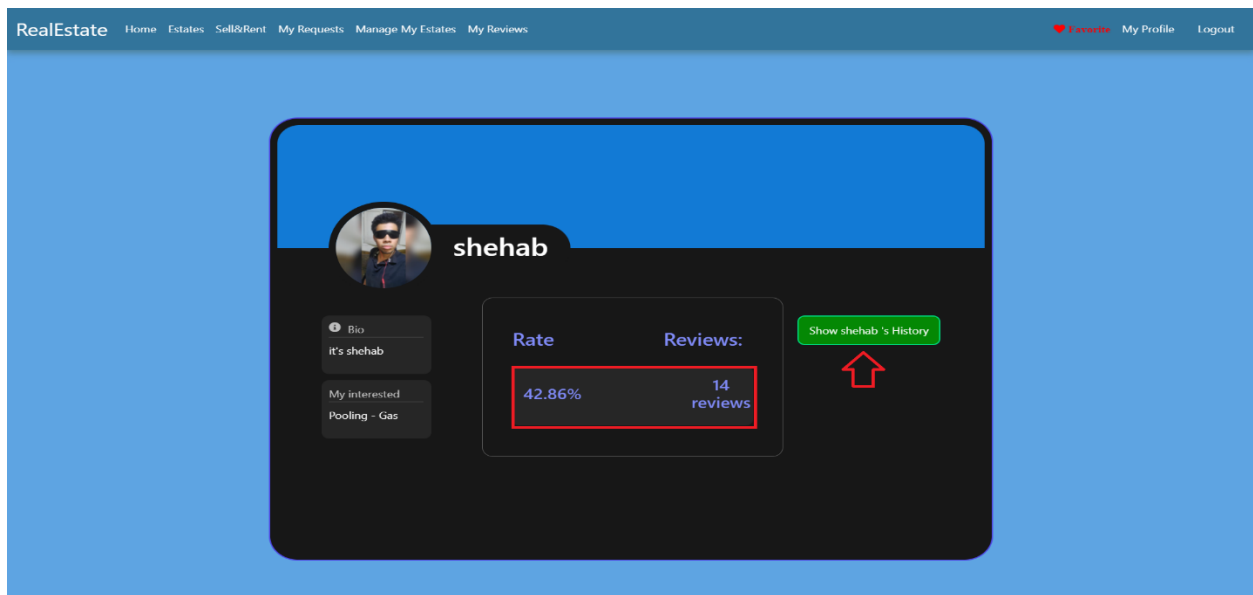 RealEstate Home Estates Sell&Rent My Requests Manage My Estates My Reviews Favorite My Profile Logout
shehab
Bio
it's shehab
My interested
Pooling - Gas
Rate Reviews:
42.86% 14
reviews
Show shehab 's History